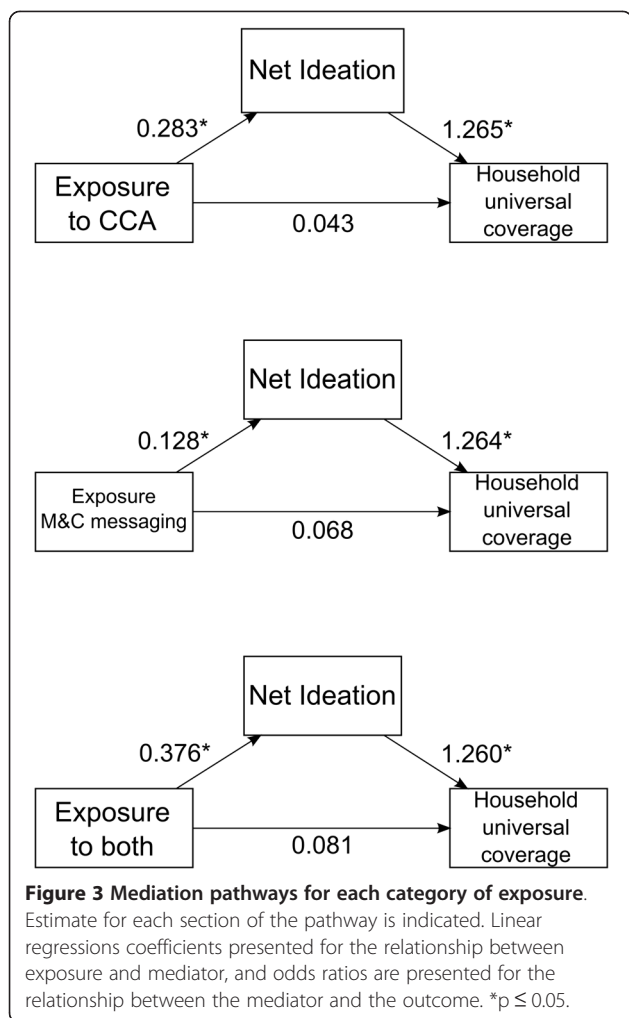 Net Ideation
0.283*
1.265*
Exposure
to CCA
Household
universal
coverage
0.043
Net Ideation
0.128*
1.264*
Exposure
M&C messaging
Household
universal
coverage
0.068
Net Ideation
0.376*
1.260*
Exposure
to both
Household
universal
coverage
0.081
Figure 3 Mediation pathways for each category of exposure.
Estimate for each section of the pathway is indicated. Linear
regressions coefficients presented for the relationship between
exposure and mediator, and odds ratios are presented for the
relationship between the mediator and the outcome. *p ≤ 0.05.